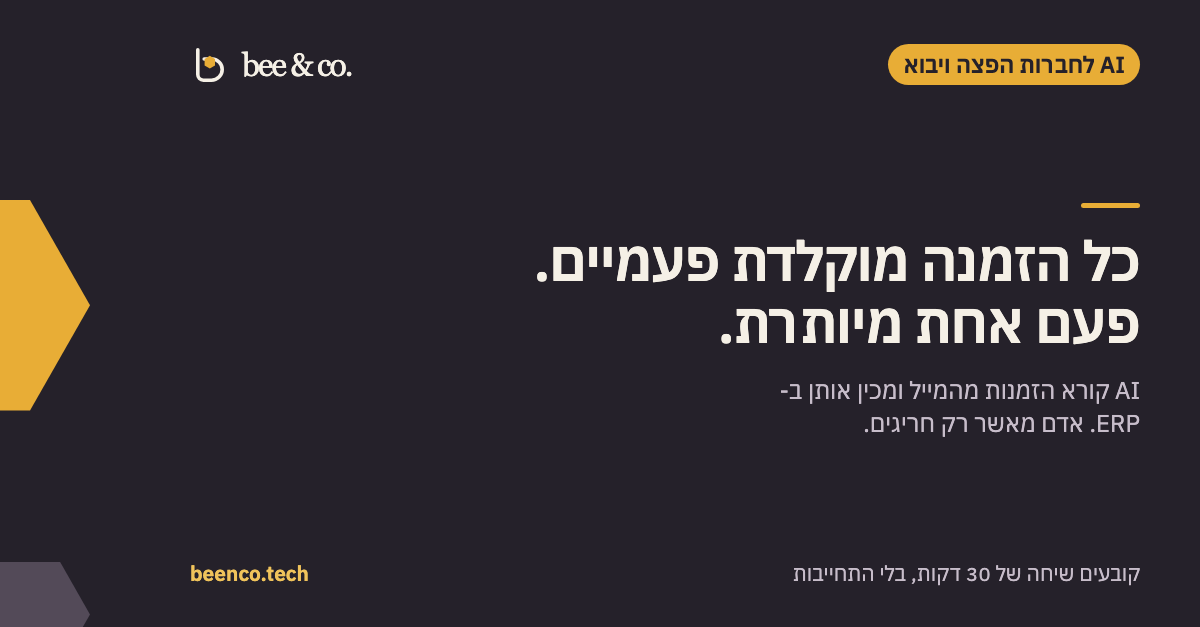 AI לחברות הפצה ויבוא
bee & co.
כל הזמנה מוקלדת פעמיים.
פעם אחת מיותרת.
AI קורא הזמנות מהמייל ומכין אותן ב-
ERP. אדם מאשר רק חריגים.
קובעים שיחה של 30 דקות, בלי התחייבות
beenco.tech